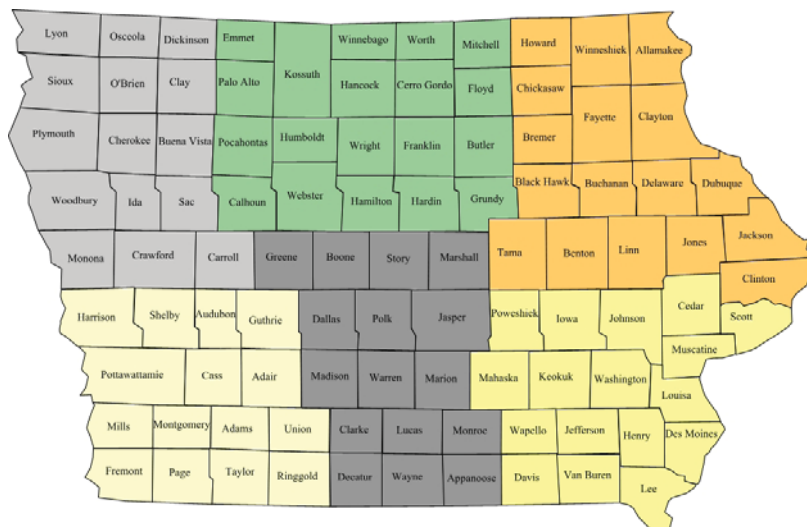 Lyon
Osceola
Dickinson
Emmet
Winnebago
Worth
Mitchell
Howard
Winneshiek
Allamakee
Kossuth
Sioux
O'Brien
Clay
Palo Alto
Hancock
Cerro Gordo
Floyd
Chickasaw
Fayette
Clayton
Plymouth
Cherokee
Buena Vista
Pocahontas
Humboldt
Wright
Franklin
Butler
Bremer
Woodbury
Ida
Sac
Calhoun
Webster
Hamilton
Hardin
Grundy
Black Hawk
Buchanan
Delaware
Dubuque
Monona
Crawford
Carroll
Greene
Boone
Story
Marshall
Tama
Benton
Linn
Jones
Jackson
Clinton
Harrison
Shelby
Audubon
Guthrie
Dallas
Polk
Jasper
Poweshiek
Iowa
Johnson
Cedar
Scott
Muscatine
Pottawattamie
Cass
Adair
Madison
Warren
Marion
Mahaska
Keokuk
Washington
Louisa
Mills
Montgomery
Adams
Union
Clarke
Lucas
Monroe
Wapello
Jefferson
Henry
Des Moines
Fremont
Page
Taylor
Ringgold
Decatur
Wayne
Appanoose
Davis
Van Buren
Lee